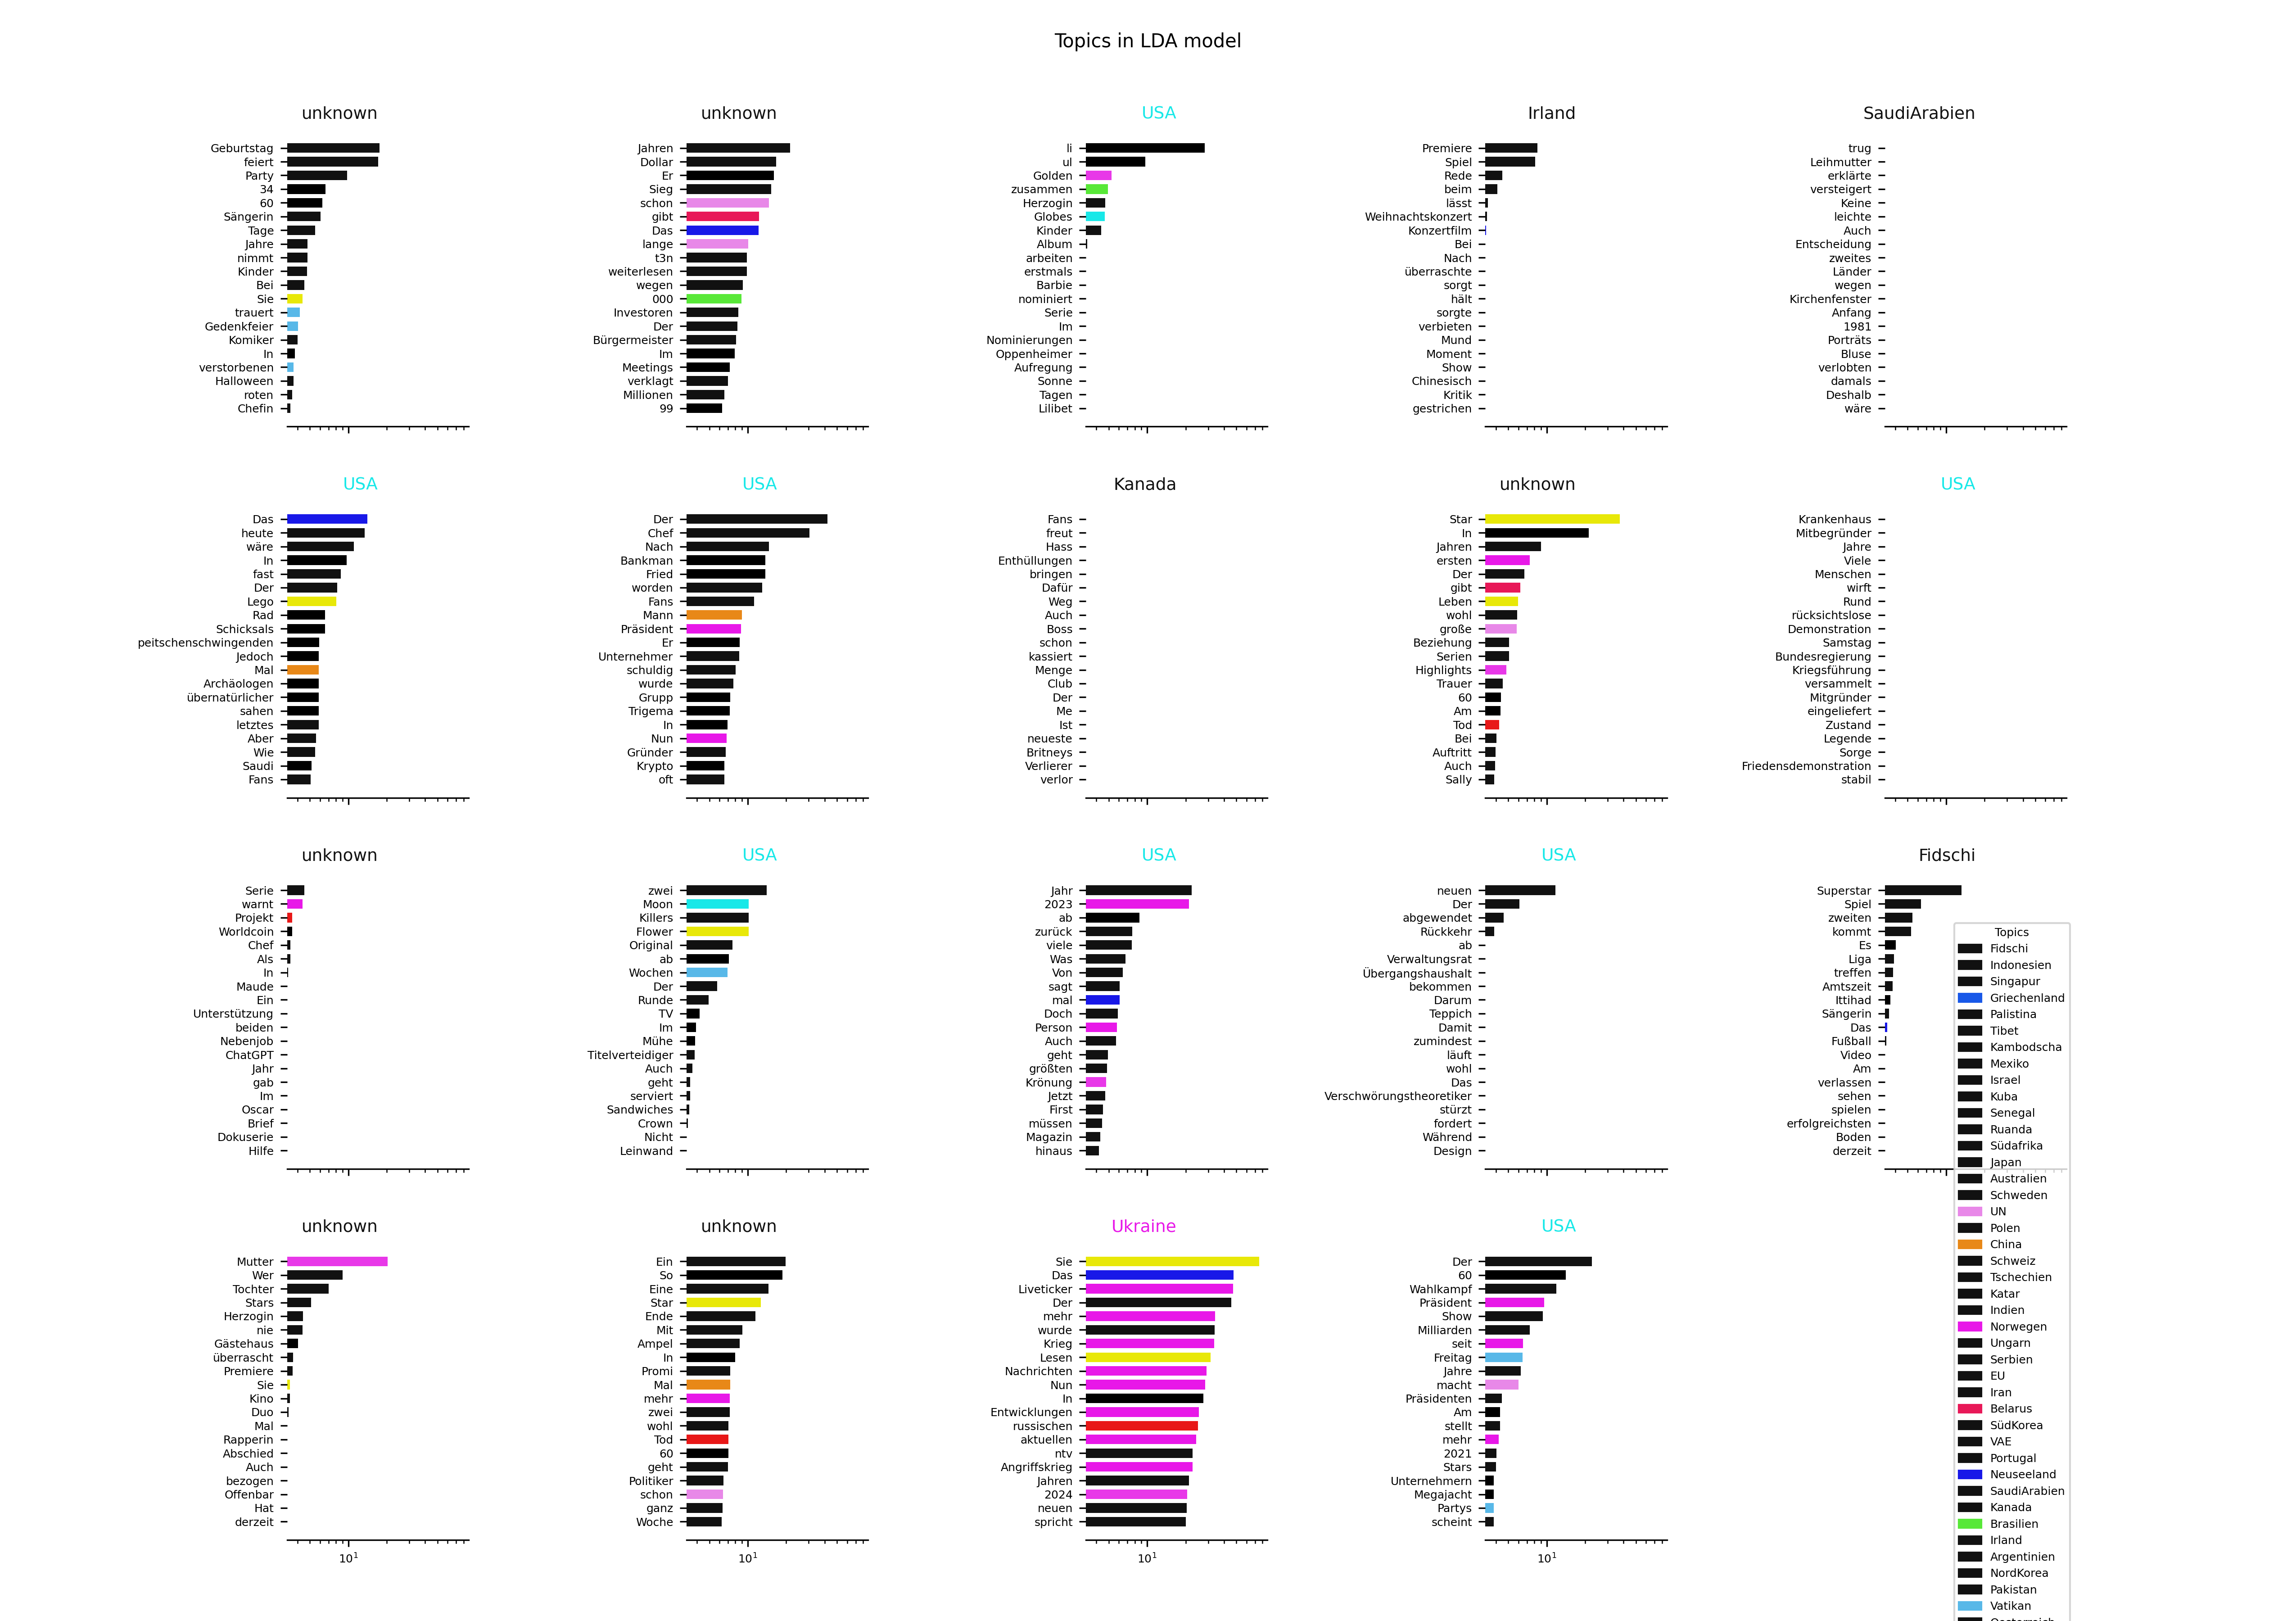 Topics in LDA model
unknown
Geburtstag
feiert
Party
34
60
Sängerin
Tage
Jahre
nimmt
Kinder
Bei
Sie
trauert
Gedenkfeier
Komiker
In
verstorbenen
Halloween
roten
Chefin
unknown
Jahren
Dollar
Er
Sieg
schon
gibt
Das
lange
t3n
weiterlesen
wegen
000
Investoren
Der
Bürgermeister
Im
Meetings
verklagt
Millionen
99
USA
li
ul
Golden
zusammen
Herzogin
Globes
Kinder
Album
arbeiten
erstmals
Barbie
nominiert
Serie
Im
Nominierungen
Oppenheimer
Aufregung
Sonne
Tagen
Lilibet
Irland
Premiere
Spiel
Rede
beim
lässt
Weihnachtskonzert
Konzertfilm
Bei
Nach
überraschte
sorgt
hält
sorgte
verbieten
Mund
Moment
Show
Chinesisch
Kritik
gestrichen
SaudiArabien
trug
Leihmutter
erklärte
versteigert
Keine
leichte
Auch
Entscheidung
zweites
Länder
wegen
Kirchenfenster
Anfang
1981
Porträts
Bluse
verlobten
damals
Deshalb
wäre
USA
Das
heute
wäre
In
fast
Der
Lego
Rad
Schicksals
peitschenschwingenden
Jedoch
Mal
Archäologen
übernatürlicher
sahen
letztes
Aber
Wie
Saudi
Fans
USA
Der
Chef
Nach
Bankman
Fried
worden
Fans
Mann
Präsident
Er
Unternehmer
schuldig
wurde
Grupp
Trigema
In
Nun
Gründer
Krypto
oft
Kanada
Fans
freut
Hass
Enthüllungen
bringen
Dafür
Weg
Auch
Boss
schon
kassiert
Menge
Club
Der
Me
Ist
neueste
Britneys
Verlierer
verlor
unknown
Star
In
Jahren
ersten
Der
gibt
Leben
wohl
große
Beziehung
Serien
Highlights
Trauer
60
Am
Tod
Bei
Auftritt
Auch
Sally
USA
Krankenhaus
Mitbegründer
Jahre
Viele
Menschen
wirft
Rund
rücksichtslose
Demonstration
Samstag
Bundesregierung
Kriegsführung
versammelt
Mitgründer
eingeliefert
Zustand
Legende
Sorge
Friedensdemonstration
stabil
unknown
Serie
warnt
Projekt
Worldcoin
Chef
Als
In
Maude
Ein
Unterstützung
beiden
Nebenjob
ChatGPT
Jahr
gab
Im
Oscar
Brief
Dokuserie
Hilfe
USA
zwei
Moon
Killers
Flower
Original
ab
Wochen
Der
Runde
TV
Im
Mühe
Titelverteidiger
Auch
geht
serviert
Sandwiches
Crown
Nicht
Leinwand
USA
Jahr
2023
ab
zurück
viele
Was
Von
sagt
mal
Doch
Person
Auch
geht
größten
Krönung
Jetzt
First
müssen
Magazin
hinaus
USA
neuen
Der
abgewendet
Rückkehr
ab
Verwaltungsrat
Übergangshaushalt
bekommen
Darum
Teppich
Damit
zumindest
läuft
wohl
Das
Verschwörungstheoretiker
stürzt
fordert
Während
Design
Fidschi
Superstar
Spiel
zweiten
kommt
Es
Liga
treffen
Amtszeit
Ittihad
Sängerin
Das
Fußball
Video
Am
verlassen
sehen
spielen
erfolgreichsten
Boden
derzeit
unknown
Mutter
Wer
Tochter
Stars
Herzogin
nie
Gästehaus
überrascht
Premiere
Sie
Kino
Duo
Mal
Rapperin
Abschied
Auch
bezogen
Offenbar
Hat
derzeit
10¹
unknown
Ein
So
Eine
Star
Ende
Mit
Ampel
In
Promi
Mal
mehr
zwei
wohl
Tod
60
geht
Politiker
schon
ganz
Woche
10¹
Ukraine
Sie
Das
Liveticker
Der
mehr
wurde
Krieg
Lesen
Nachrichten
Nun
In
Entwicklungen
russischen
aktuellen
ntv
Angriffskrieg
Jahren
2024
neuen
spricht
10¹
USA
Der
60
Wahlkampf
Präsident
Show
Milliarden
seit
Freitag
Jahre
macht
Präsidenten
Am
stellt
mehr
2021
Stars
Unternehmern
Megajacht
Partys
scheint
10¹
Topics
Fidschi
Indonesien
Singapur
Griechenland
Palistina
Tibet
Kambodscha
Mexiko
Israel
Kuba
Senegal
Ruanda
Südafrika
Japan
Australien
Schweden
UN
Polen
China
Schweiz
Tschechien
Katar
Indien
Norwegen
Ungarn
Serbien
EU
Iran
Belarus
SüdKorea
VAE
Portugal
Neuseeland
SaudiArabien
Kanada
Brasilien
Irland
Argentinien
NordKorea
Pakistan
Vatikan